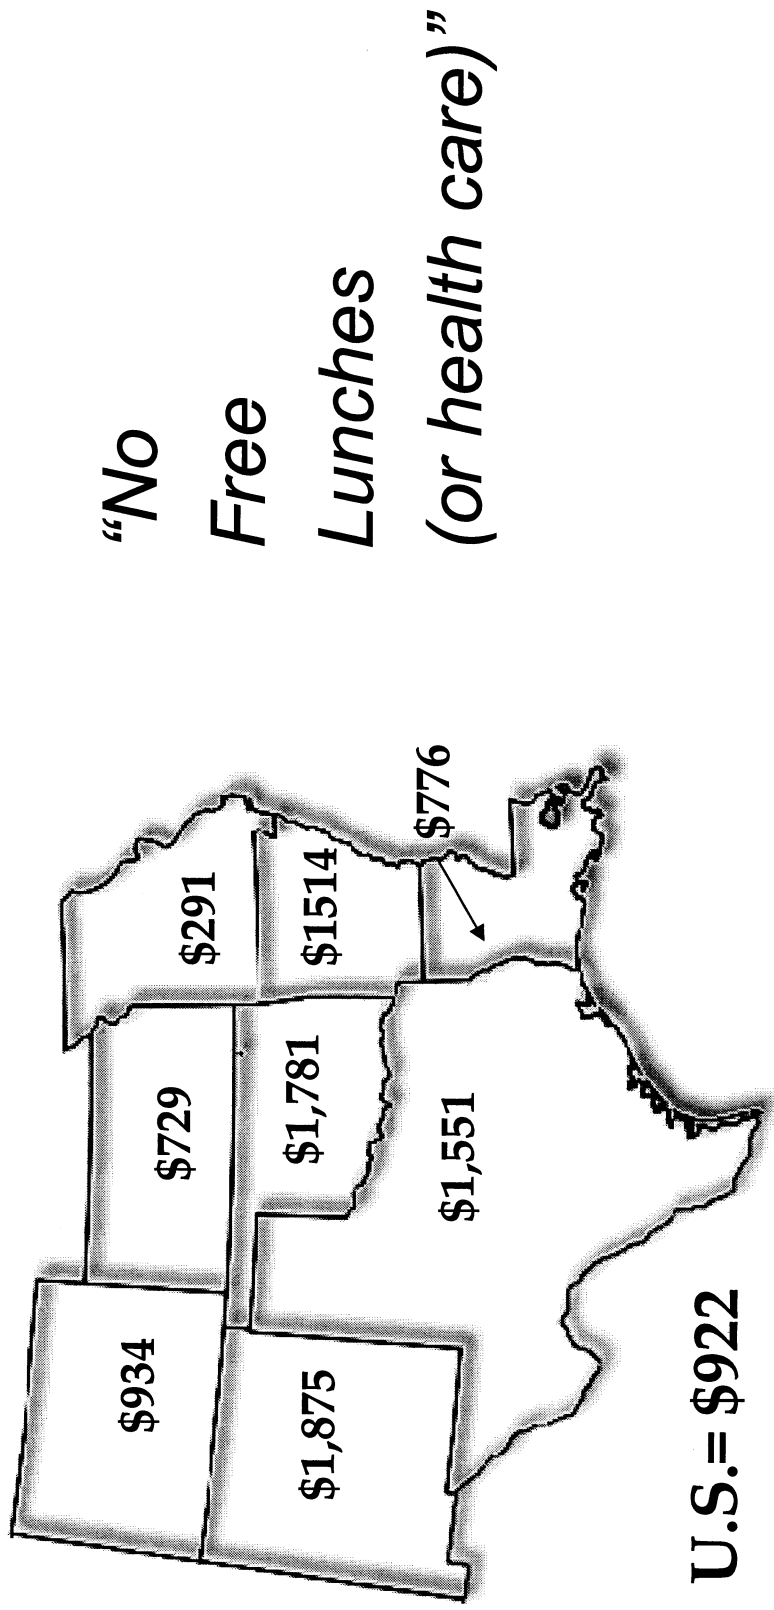 “No
Free
Lunches
(or health care)”
$934
$729
$291
$1,875
$1,781
$1514
$1,551
$776
U.S.= $922